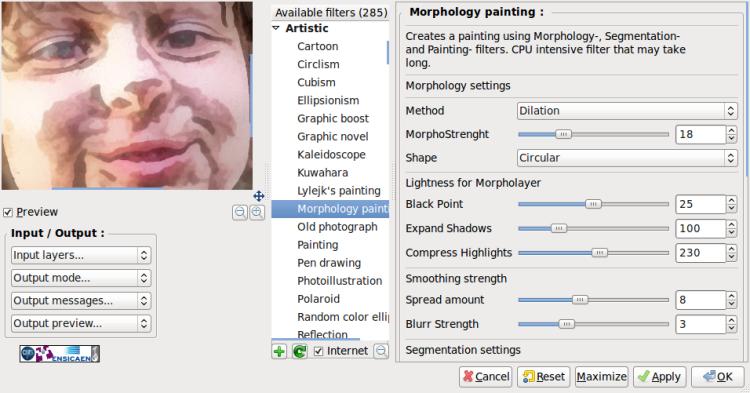 Preview
Input / Output :
Input layers...
Output mode...
Output messages...
Output preview...
ENSICAEN
Available filters (285)
Artistic
Cartoon
Circlism
Cubism
Ellipsionism
Graphic boost
Graphic novel
Kaleidoscope
Kuwahara
Lylejk's painting
Morphology painti
Old photograph
Painting
Pen drawing
Photoillustration
Polaroid
Random color ellip
Reflection
Internet
Morphology painting :
Creates a painting using Morphology-, Segmentation-
and Painting- filters. CPU intensive filter that may take
long.
Morphology settings
Method Dilation
MorphoStrenght 18
Shape Circular
Lightness for Morpholayer
Black Point 25
Expand Shadows 100
Compress Highlights 230
Smoothing strength
Spread amount 8
Blurr Strength 3
Segmentation settings
Cancel Reset Maximize Apply OK